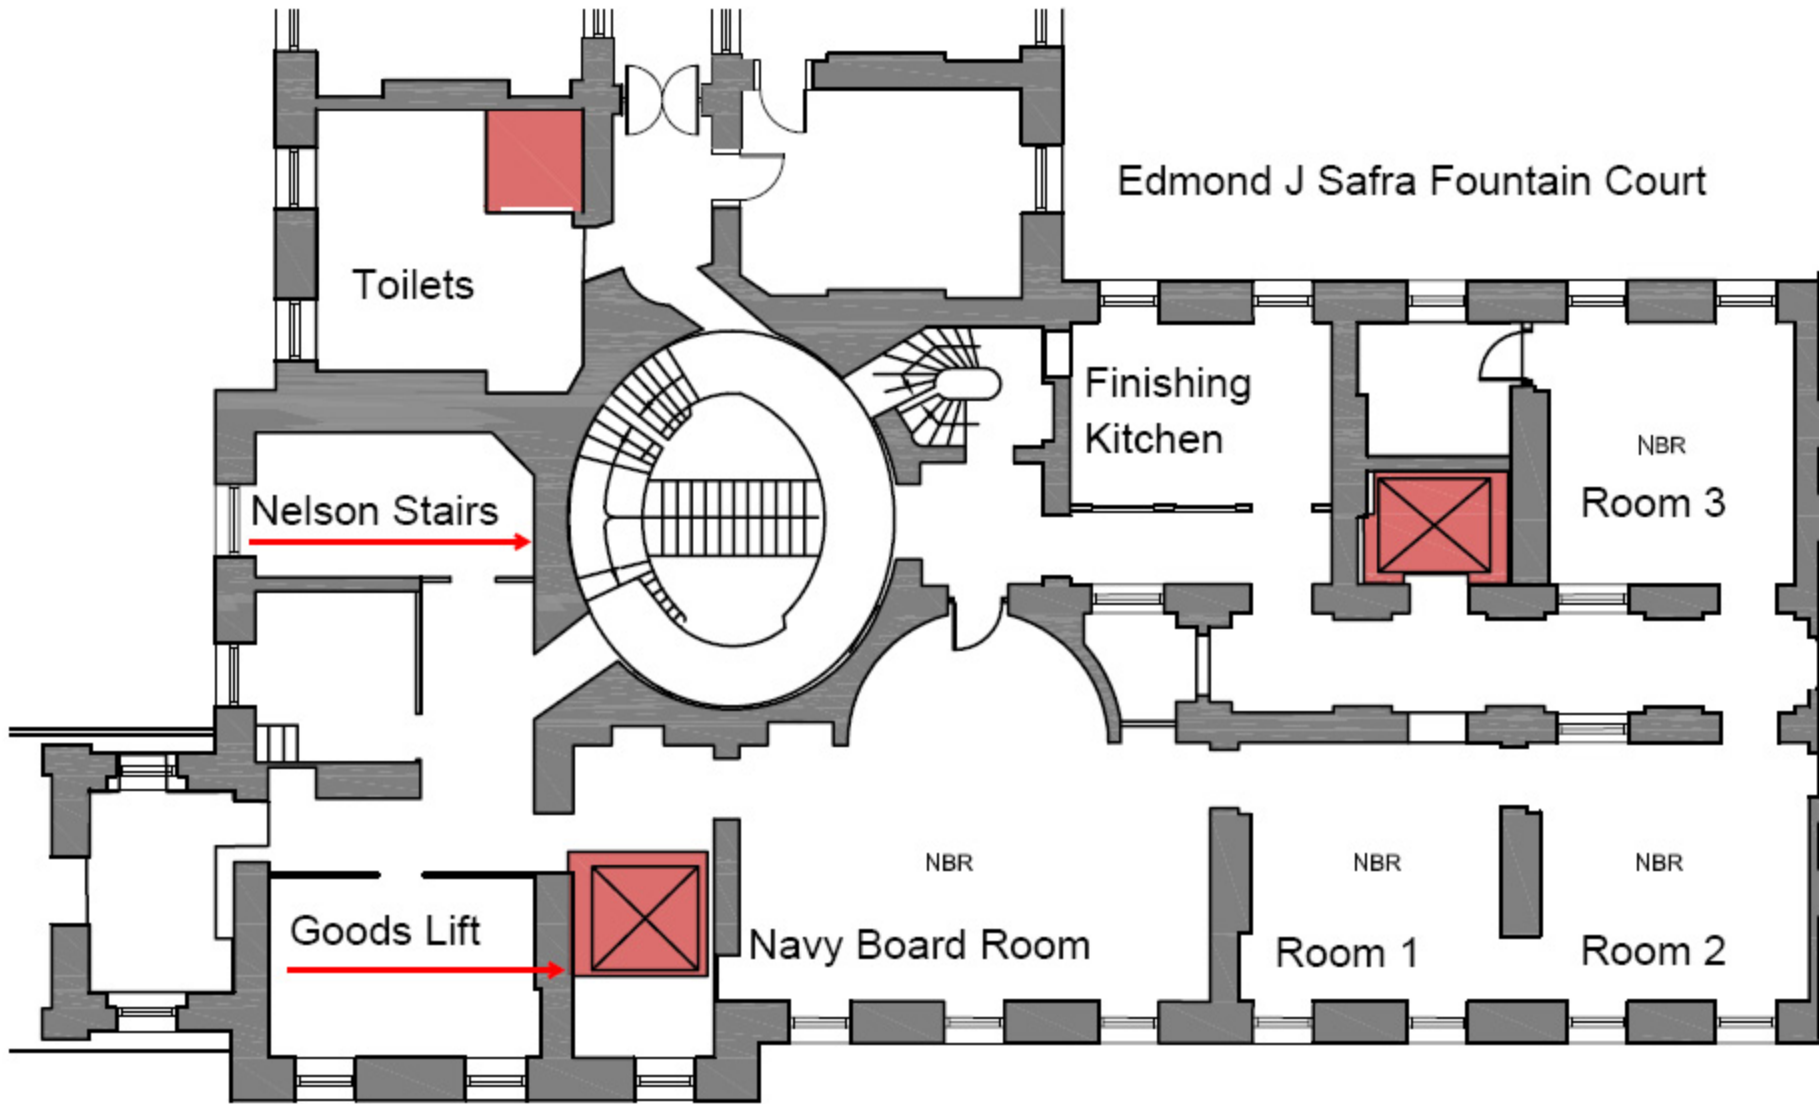 Edmond J Safra Fountain Court
Toilets
Finishing
Kitchen
NBR
Room 3
Nelson Stairs
NBR
NBR
NBR
Goods Lift
Navy Board Room
Room 1
Room 2